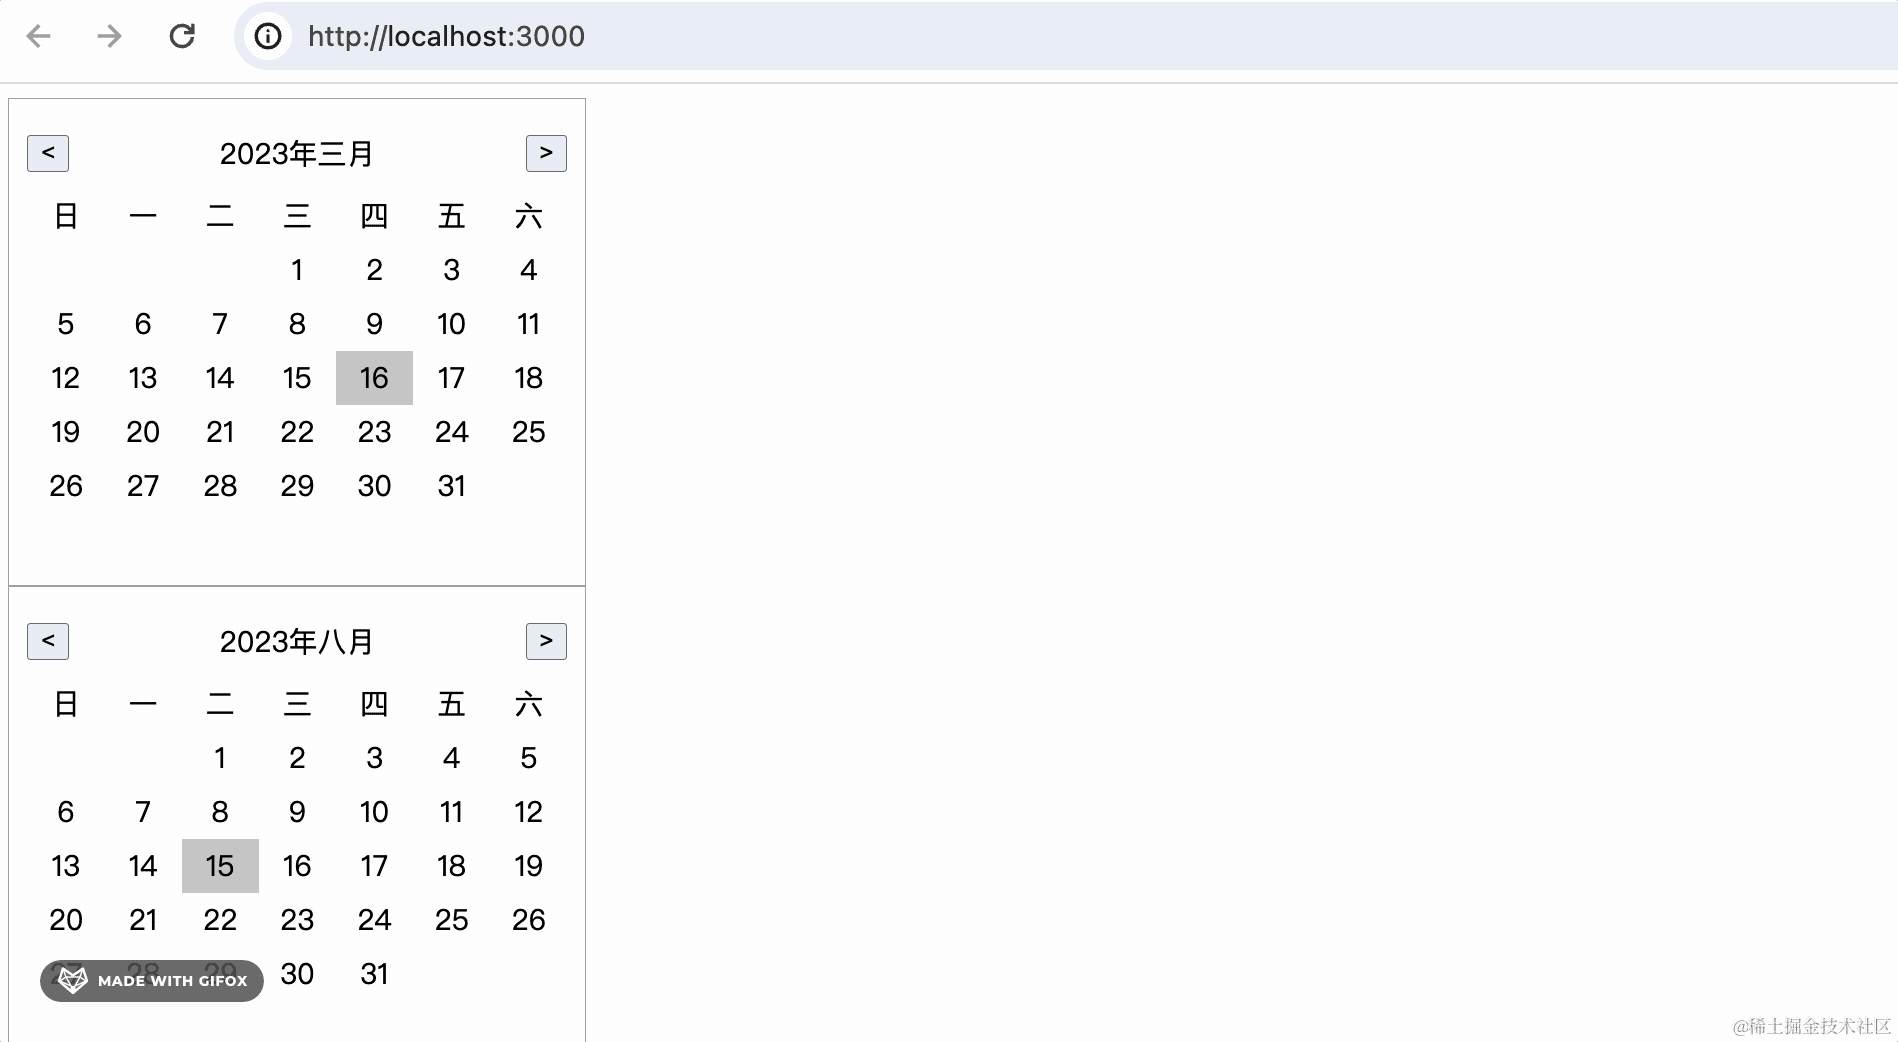 http://localhost:3000
< 2023年三月 >
日 一 二 三 四 五 六
1 2 3 4
5 6 7 8 9 10 11
12 13 14 15 16 17 18
19 20 21 22 23 24 25
26 27 28 29 30 31
< 2023年八月 >
日 一 二 三 四 五 六
1 2 3 4 5
6 7 8 9 10 11 12
13 14 15 16 17 18 19
20 21 22 23 24 25 26
27 28 29 30 31
MADE WITH GIFOX
@稀土掘金技术社区